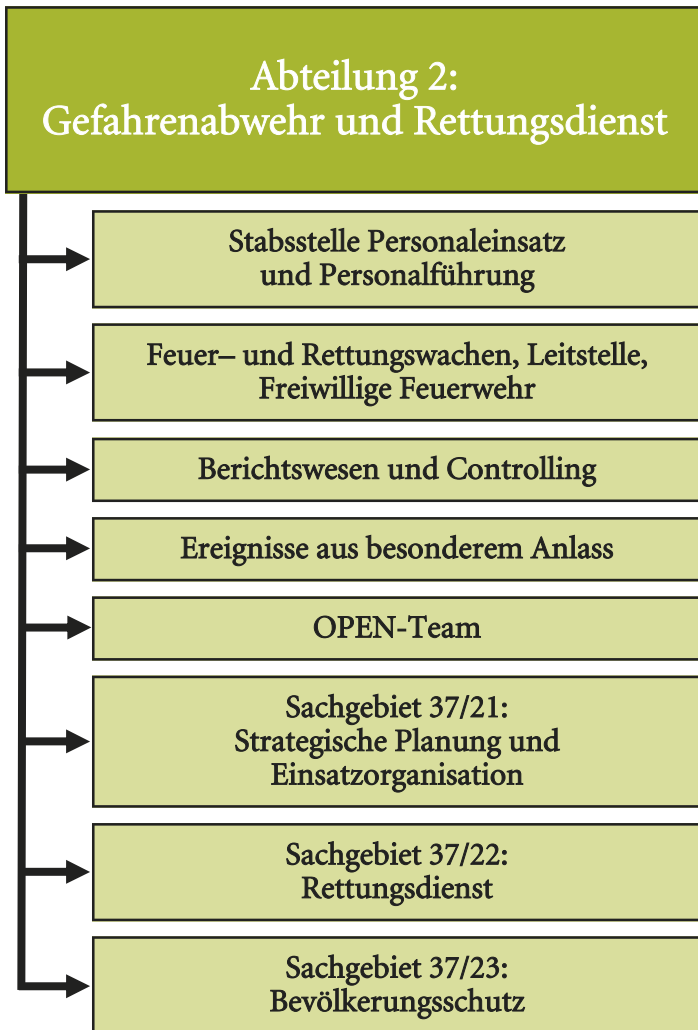 Abteilung 2:
Gefahrenabwehr und Rettungsdienst
Stabsstelle Personaleinsatz
und Personalführung
Feuer– und Rettungswachen, Leitstelle,
Freiwillige Feuerwehr
Berichtswesen und Controlling
Ereignisse aus besonderem Anlass
OPEN-Team
Sachgebiet 37/21:
Strategische Planung und
Einsatzorganisation
Sachgebiet 37/22:
Rettungsdienst
Sachgebiet 37/23:
Bevölkerungsschutz